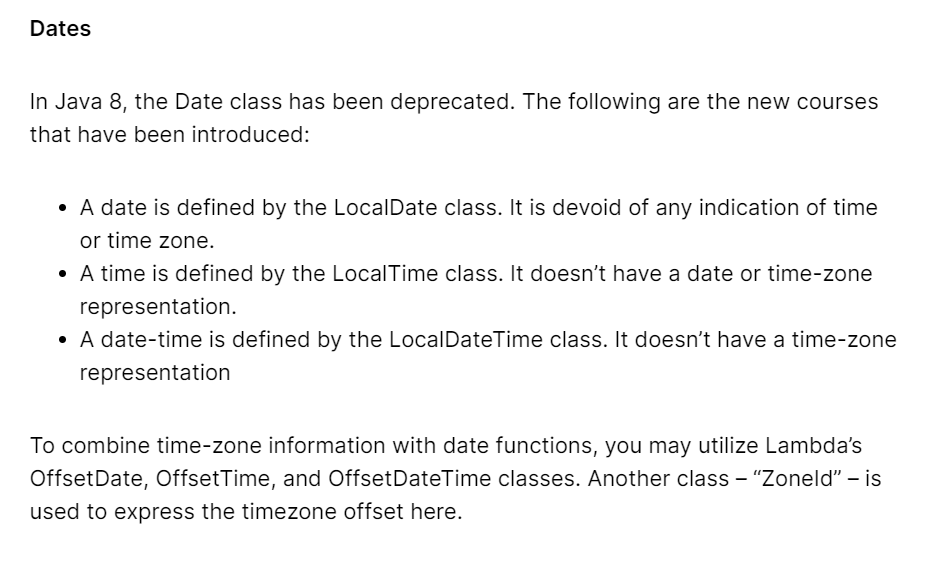 Dates
In Java 8, the Date class has been deprecated. The following are the new courses
that have been introduced:
• A date is defined by the LocalDate class. It is devoid of any indication of time
or time zone.
• A time is defined by the LocalTime class. It doesn’t have a date or time-zone
representation.
• A date-time is defined by the LocalDateTime class. It doesn’t have a time-zone
representation
To combine time-zone information with date functions, you may utilize Lambda’s
OffsetDate, OffsetTime, and OffsetDateTime classes. Another class – “ZoneId” – is
used to express the timezone offset here.